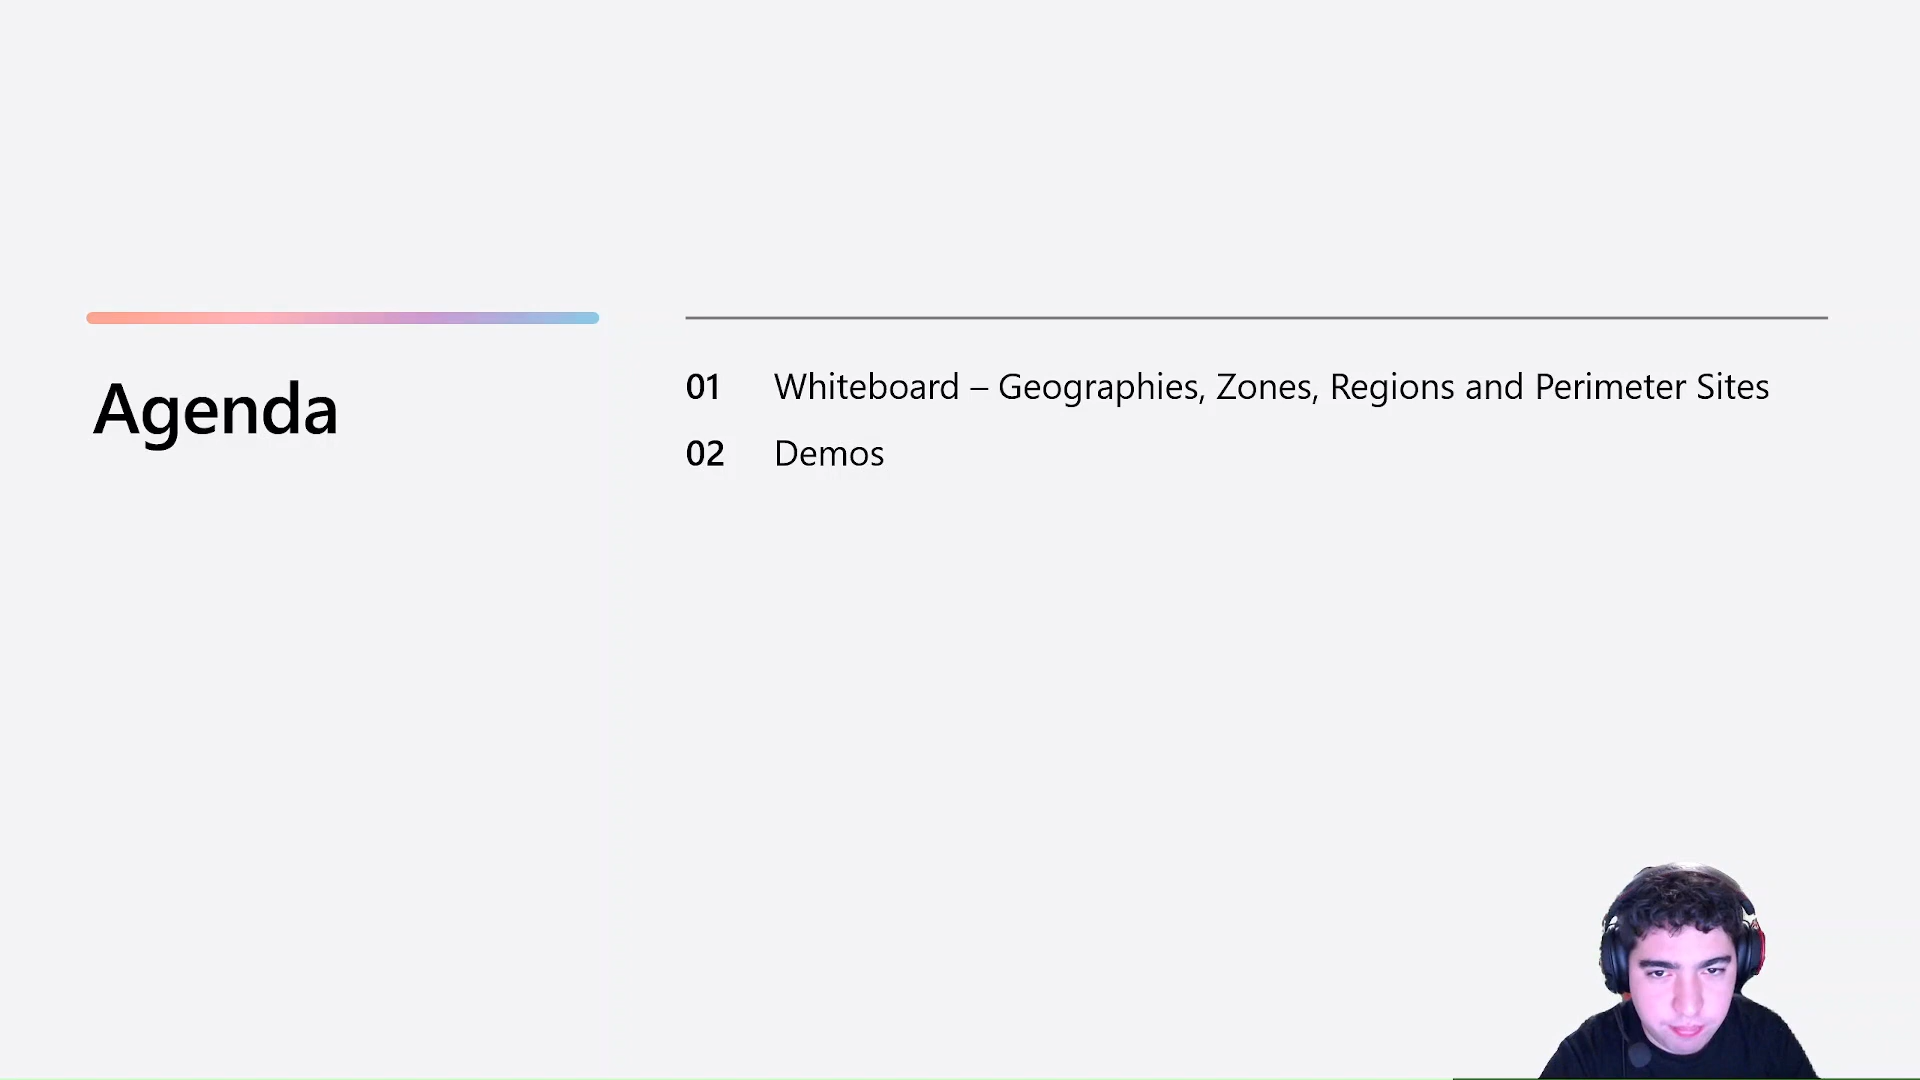 Agenda
01 Whiteboard – Geographies, Zones, Regions and Perimeter Sites
02 Demos